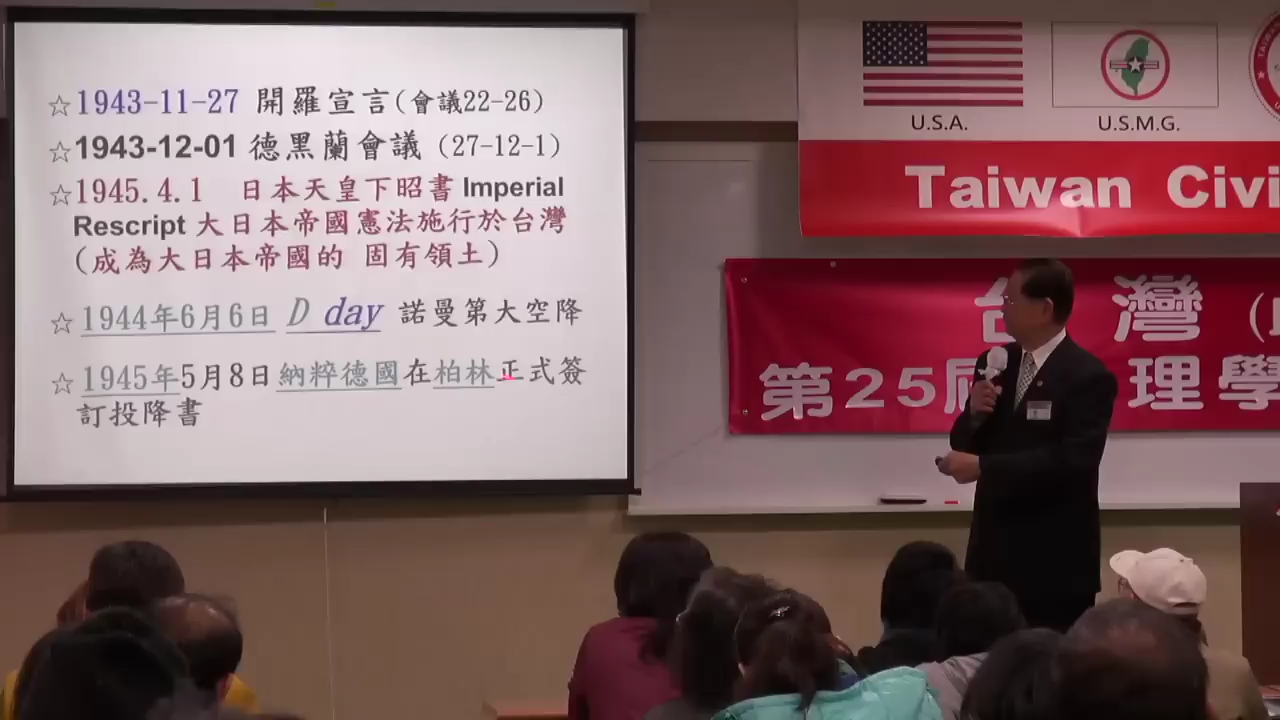 ☆1943-11-27 開羅宣言(會議22-26)
☆1943-12-01 德黑蘭會議 (27-12-1)
☆1945.4.1 日本天皇下昭書 Imperial
Rescript 大日本帝國憲法施行於台灣
(成為大日本帝國的 固有領土)
☆1944年6月6日 D day 諾曼第大空降
☆1945年5月8日納粹德國在柏林正式簽
訂投降書
U.S.A.
U.S.M.G.
Taiwan Civi
台灣(
第25屆 理學